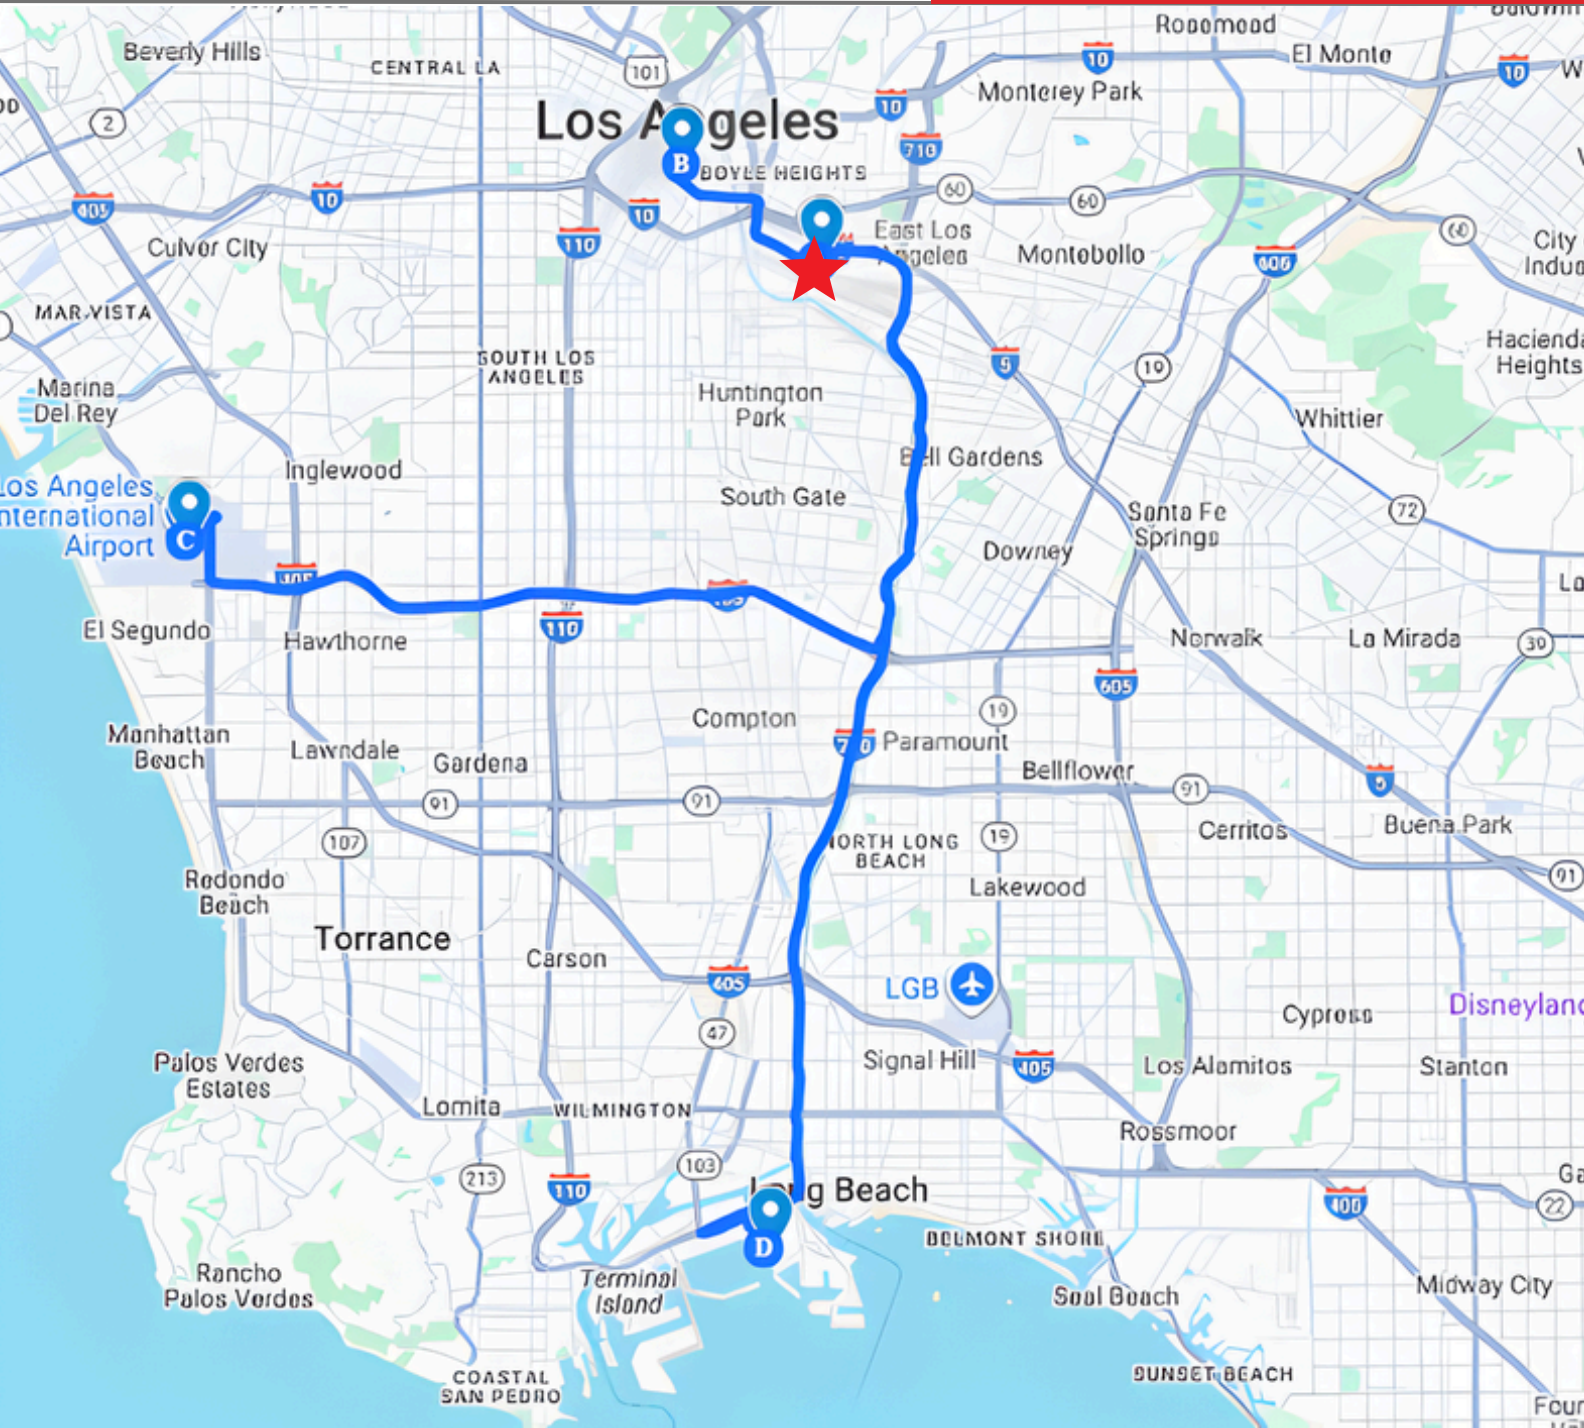 Beverly Hills
CENTRAL LA
101
Rosemead
El Monte
10
10
Monterey Park
10
2
Los Angeles
B
BOYLE HEIGHTS
710
60
60
405
10
10
110
Culver City
East Los
Angeles
Montebello
60
City
605
MAR VISTA
SOUTH LOS
ANGELES
5
19
Hacienda
Heights
Marina
Del Rey
Huntington
Park
Whittier
Inglewood
Bell Gardens
Los Angeles
International
Airport
C
South Gate
72
Santa Fe
Springs
Downey
105
105
El Segundo
Hawthorne
110
Norwalk
La Mirada
39
605
Compton
19
Manhattan
Beach
Lawndale
Gardena
710
Paramount
Bellflower
5
91
91
91
107
NORTH LONG
BEACH
19
Cerritos
Buena Park
91
Redondo
Beach
Lakewood
Torrance
Carson
405
LGB
Cypress
Disneyland
47
Palos Verdes
Estates
Signal Hill
405
Los Alamitos
Stanton
Lomita
WILMINGTON
Rossmoor
213
103
110
Long Beach
D
22
BELMONT SHORE
Rancho
Palos Verdes
Terminal
Island
Seal Beach
Midway City
COASTAL
SAN PEDRO
SUNSET BEACH